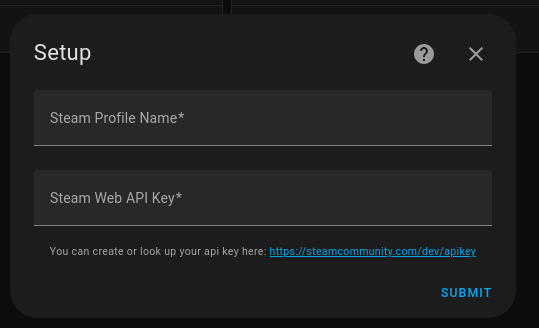 Setup
Steam Profile Name*
Steam Web API Key*
You can create or look up your api key here: https://steamcommunity.com/dev/apikey
SUBMIT